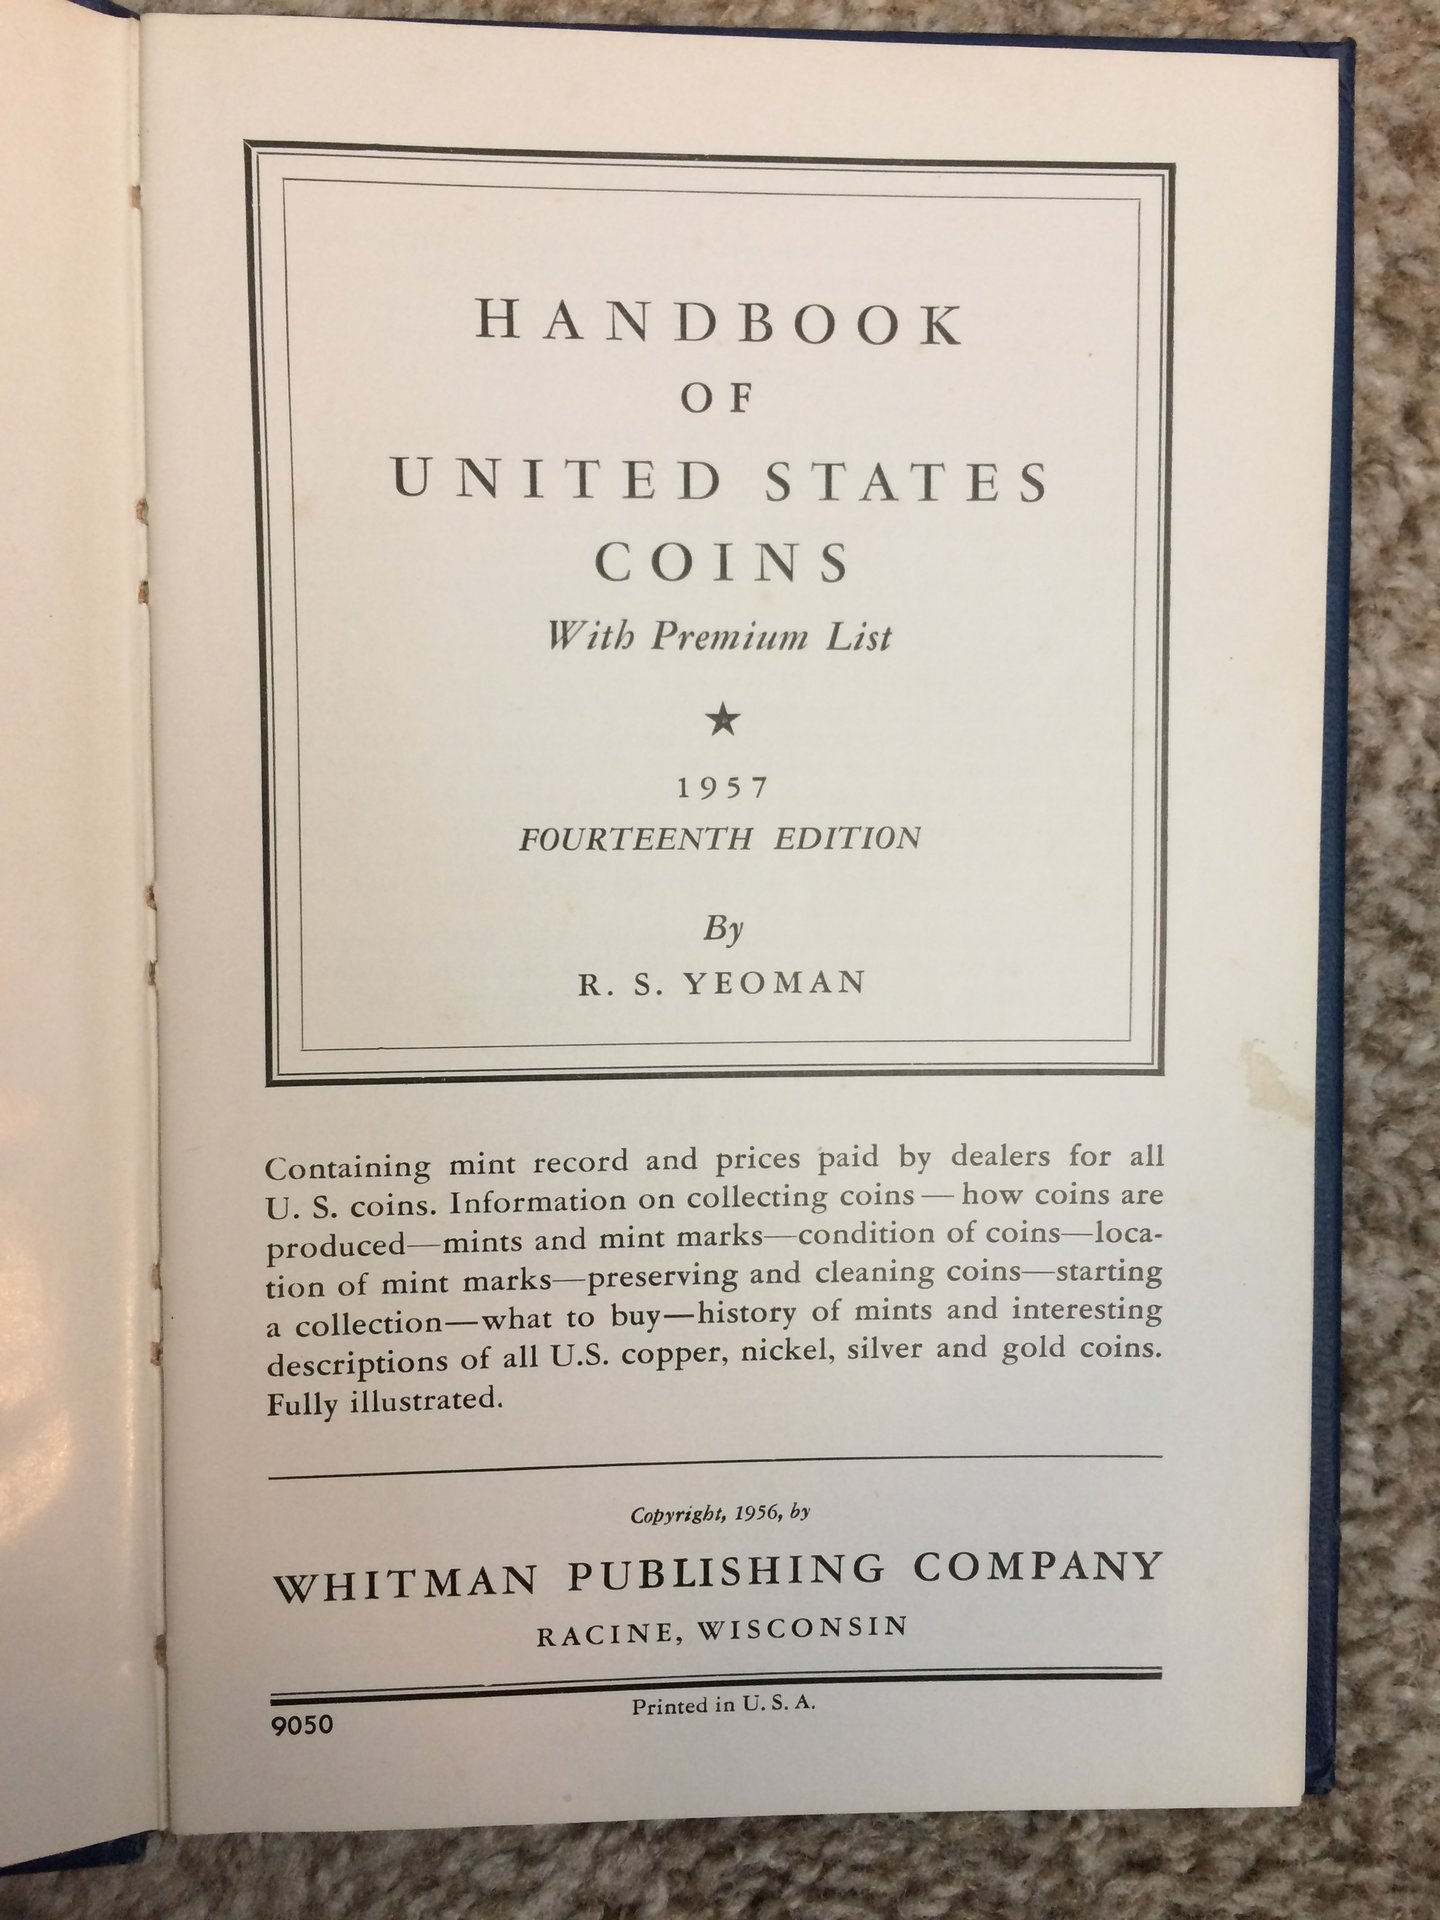 HANDBOOK
OF
UNITED STATES
COINS
With Premium List
★
1957
FOURTEENTH EDITION
By
R. S. YEOMAN
Containing mint record and prices paid by dealers for all
U. S. coins. Information on collecting coins — how coins are
produced—mints and mint marks—condition of coins—loca-
tion of mint marks—preserving and cleaning coins—starting
a collection—what to buy—history of mints and interesting
descriptions of all U.S. copper, nickel, silver and gold coins.
Fully illustrated.
Copyright, 1956, by
WHITMAN PUBLISHING COMPANY
RACINE, WISCONSIN
Printed in U. S. A.
9050